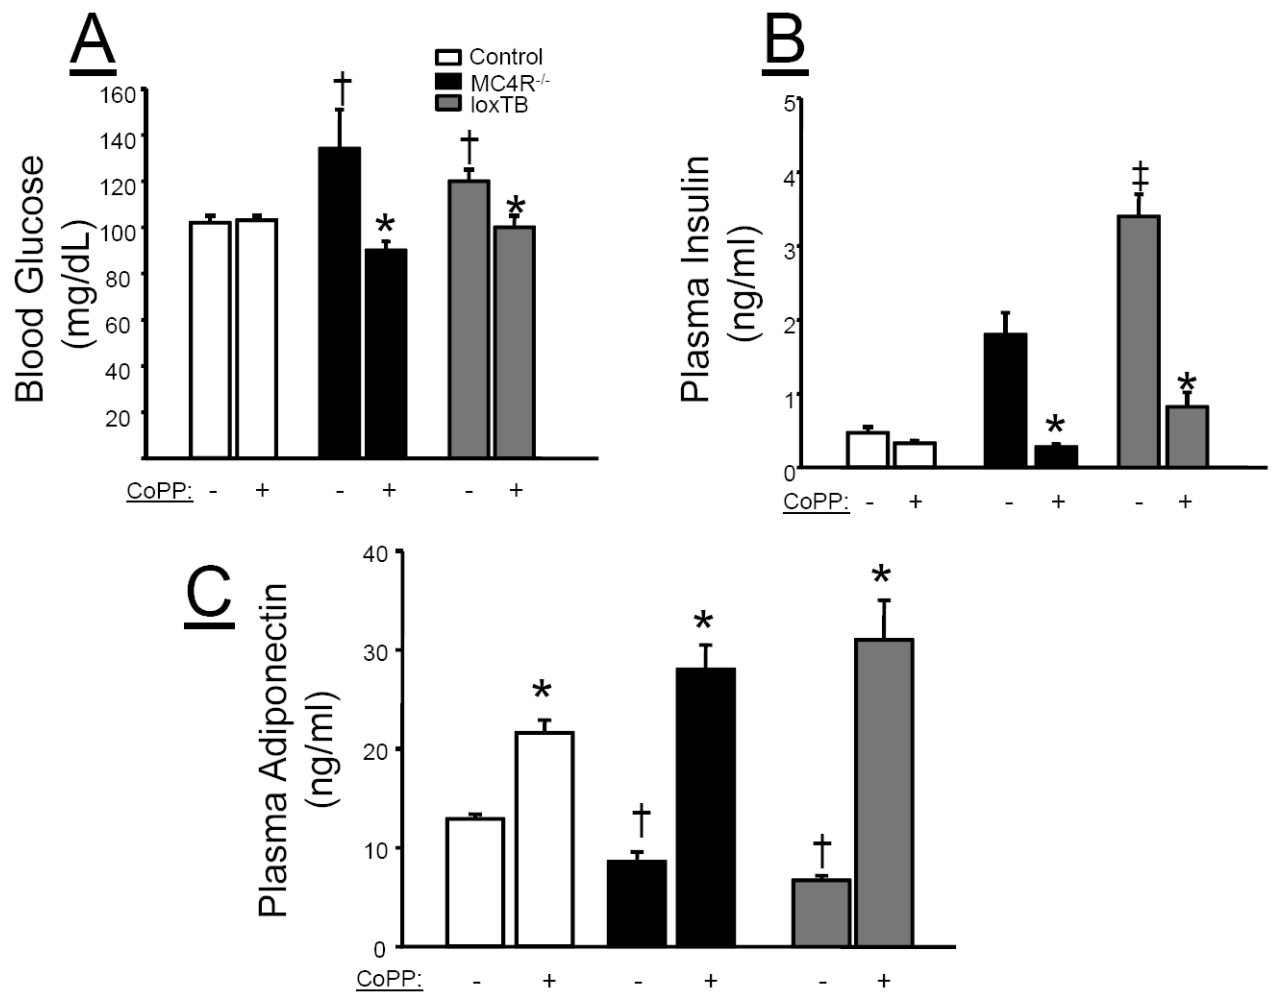 A
Control
MC4R-/-
loxTB
†
†
*
*
160
140
120
100
80
60
40
20
Blood Glucose
(mg/dL)
CoPP: - + - + - +
B
‡
*
*
5
4
3
2
1
0
Plasma Insulin
(ng/ml)
CoPP: - + - + - +
C
*
*
*
†
†
40
30
20
10
0
Plasma Adiponectin
(ng/ml)
CoPP: - + - + - +